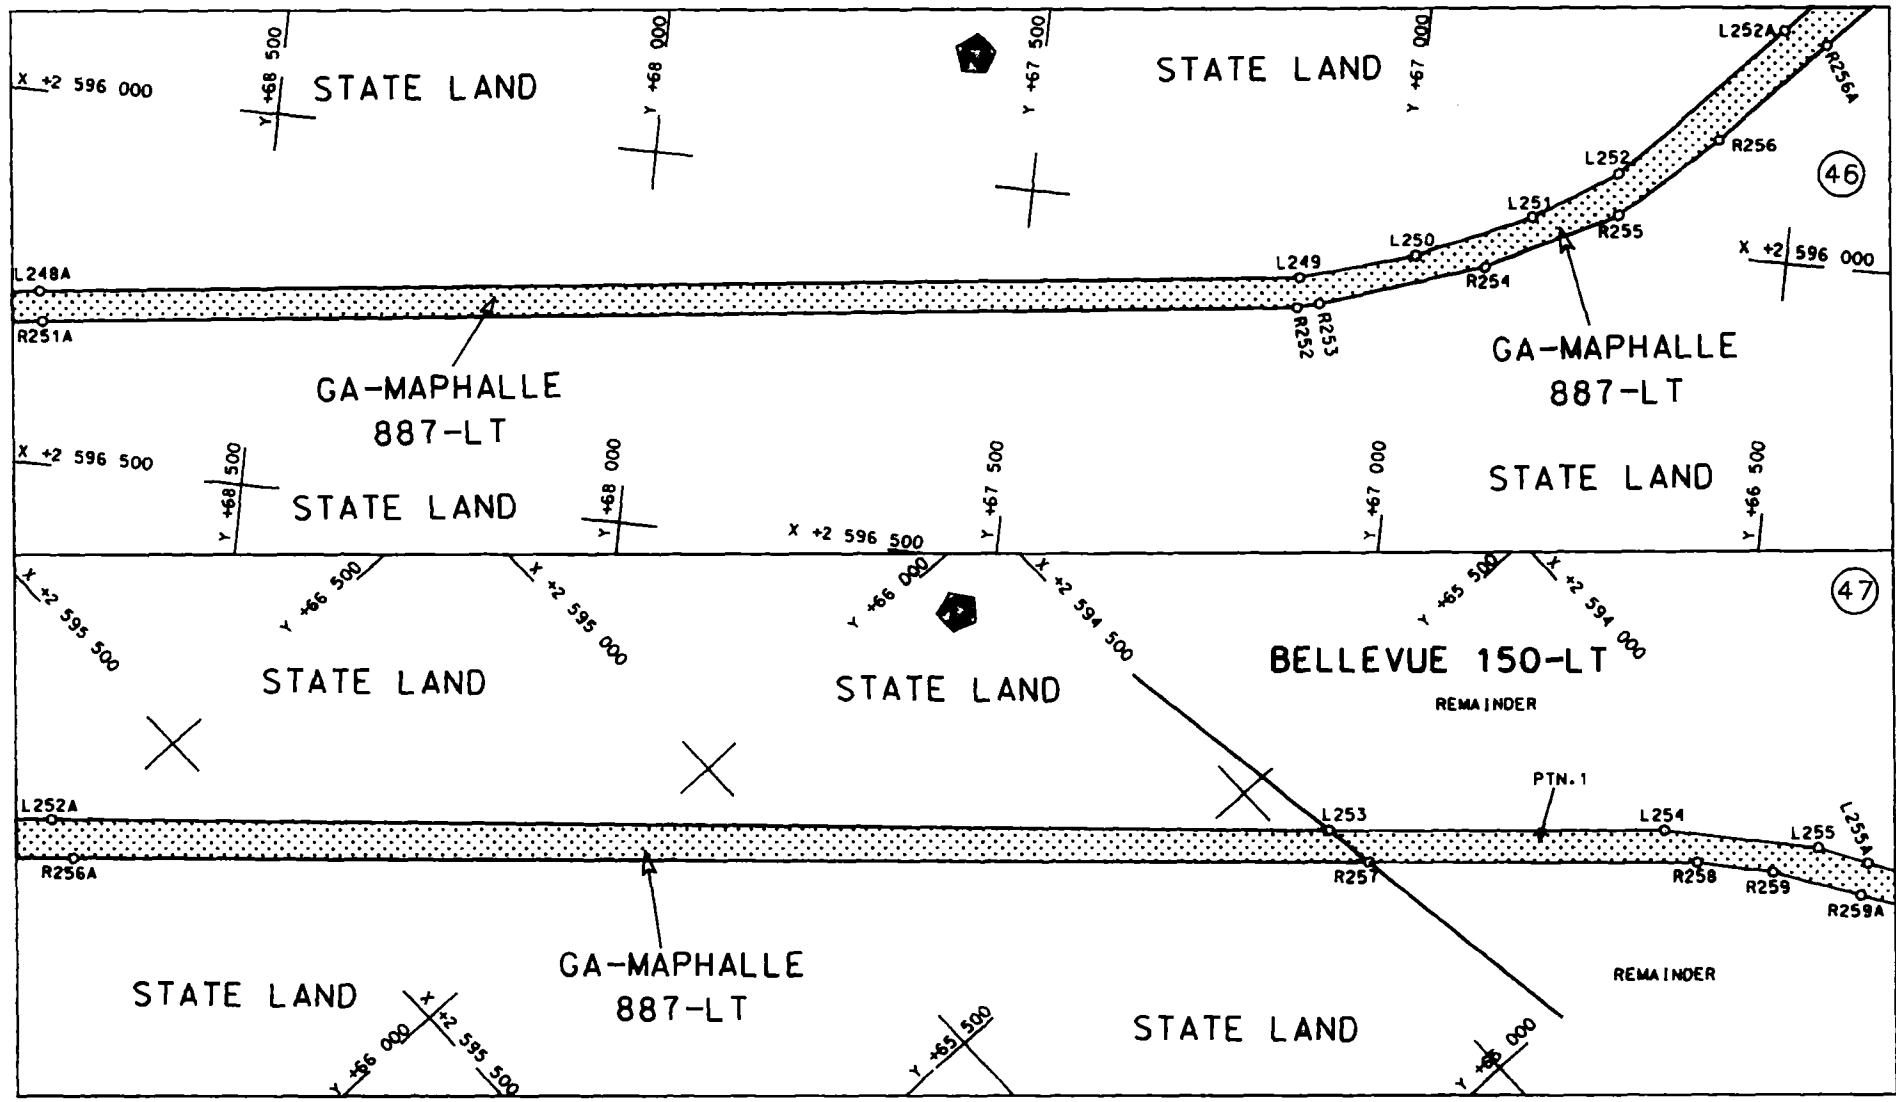 Y +68 500
Y +68 000
Y +67 500
Y +67 000
L252A
R256A
X +2 596 000
STATE LAND
N
STATE LAND
L252
R256
46
L251
R255
L250
R254
X +2 596 000
L248A
L249
R251A
R252
R253
GA-MAPHALLE
887-LT
GA-MAPHALLE
887-LT
X +2 596 500
Y +68 500
STATE LAND
Y +68 000
X +2 596 500
Y +67 500
Y +67 000
STATE LAND
Y +66 500
X +2 595 500
Y +66 500
X +2 595 000
Y +66 000
N
X +2 594 500
Y +65 500
X +2 594 000
47
STATE LAND
STATE LAND
BELLEVUE 150-LT
REMAINDER
PTN.1
L252A
L253
L254
L255
L255A
R256A
R257
R258
R259
R259A
GA-MAPHALLE
887-LT
STATE LAND
Y +66 000
X +2 595 500
Y +65 500
STATE LAND
REMAINDER